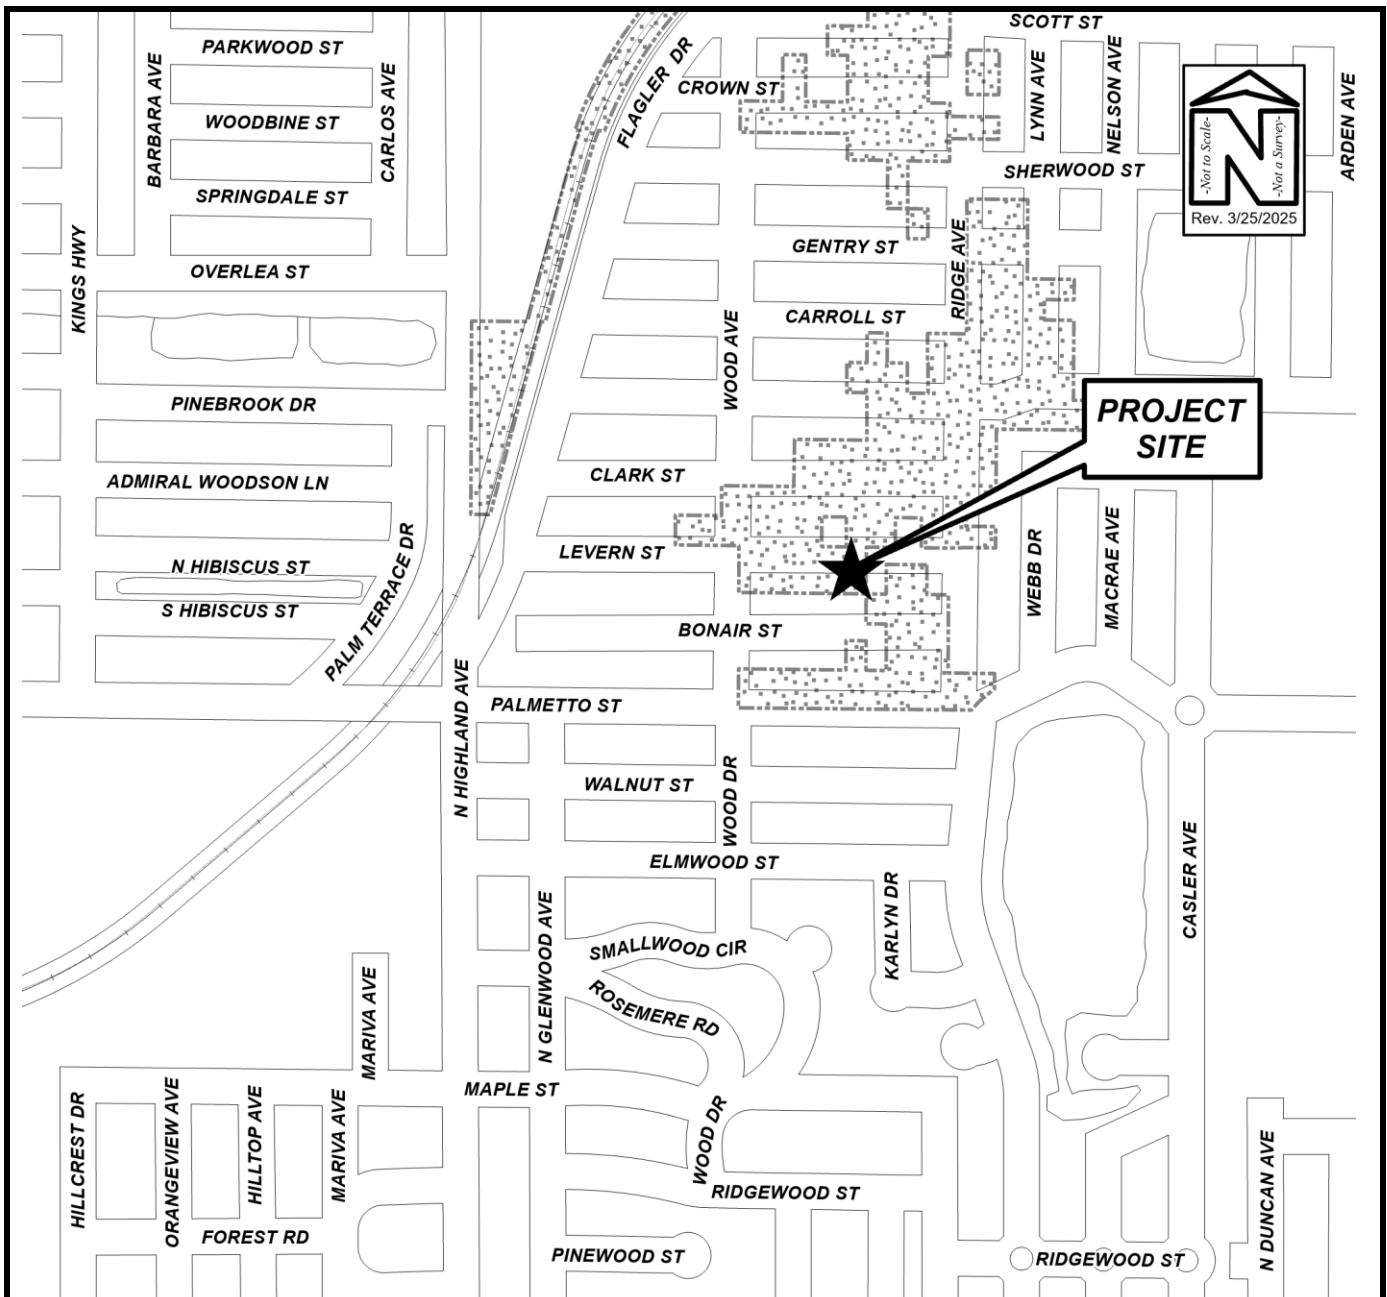 SCOTT ST
PARKWOOD ST
BARBARA AVE
CARLOS AVE
FLAGLER DR
CROWN ST
LYNN AVE
NELSON AVE
ARDEN AVE
WOODBINE ST
SHERWOOD ST
-Not to Scale-
N
-Not a Survey-
Rev. 3/25/2025
SPRINGDALE ST
KINGS HWY
GENTRY ST
RIDGE AVE
OVERLEA ST
CARROLL ST
WOOD AVE
PINEBROOK DR
PROJECT
SITE
CLARK ST
ADMIRAL WOODSON LN
LEVERN ST
WEBB DR
MACRAE AVE
N HIBISCUS ST
S HIBISCUS ST
PALM TERRACE DR
BONAIR ST
N HIGHLAND AVE
PALMETTO ST
WALNUT ST
WOOD DR
ELMWOOD ST
KARLYN DR
CASLER AVE
N GLENWOOD AVE
SMALLWOOD CIR
ROSEMERE RD
MARIVA AVE
MAPLE ST
HILLCREST DR
ORANGEVIEW AVE
HILLTOP AVE
MARIVA AVE
WOOD DR
RIDGEWOOD ST
N DUNCAN AVE
FOREST RD
PINEWOOD ST
RIDGEWOOD ST